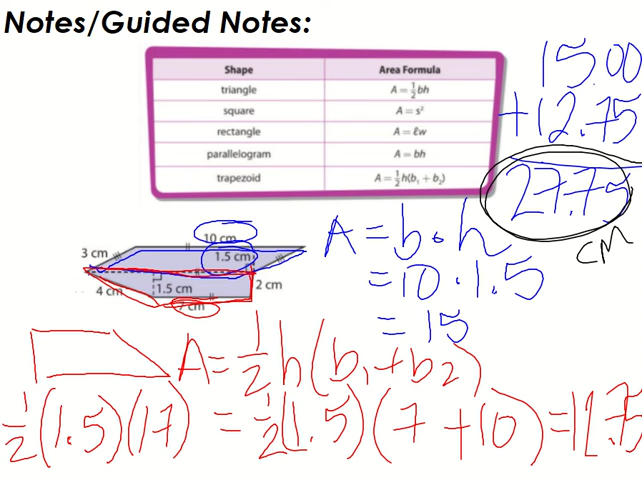 Notes/Guided Notes:
Shape Area Formula
triangle A = ½bh
square A = s²
rectangle A = ℓw
parallelogram A = bh
trapezoid A = ½h(b₁ + b₂)
15.00
+12.75
27.75
cm
10 cm
3 cm
1.5 cm
4 cm
1.5 cm
2 cm
7 cm
A = b • h
= 10 · 1.5
= 15
A = ½h(b₁ + b₂)
½(1.5)(17) = ½(1.5)(7 + 10) = 12.75